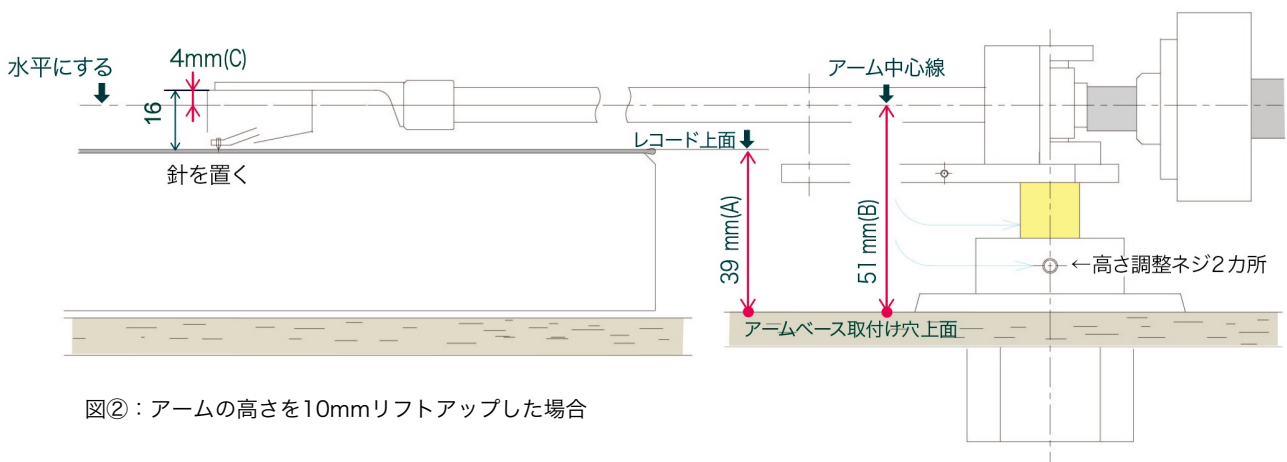 水平にする
4mm(C)
16
針を置く
アーム中心線
レコード上面
39 mm(A)
51 mm(B)
←高さ調整ネジ2カ所
アームベース取付け穴上面
図②：アームの高さを10mmリフトアップした場合